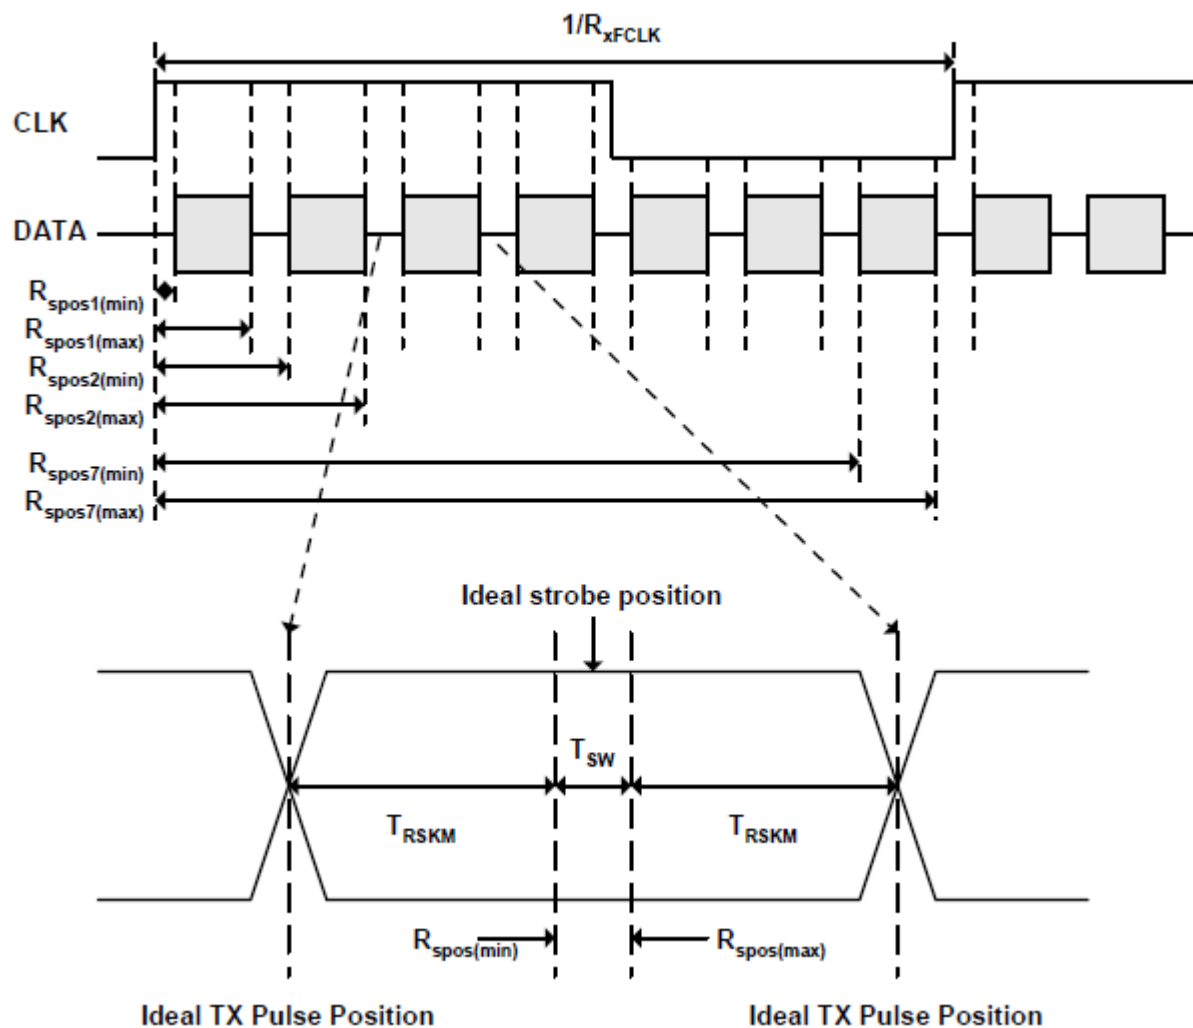 1/RxFCLK
CLK
DATA
Rspos1(min)
Rspos1(max)
Rspos2(min)
Rspos2(max)
Rspos7(min)
Rspos7(max)
Ideal strobe position
TSW
TRSKM TRSKM
Rspos(min) Rspos(max)
Ideal TX Pulse Position Ideal TX Pulse Position